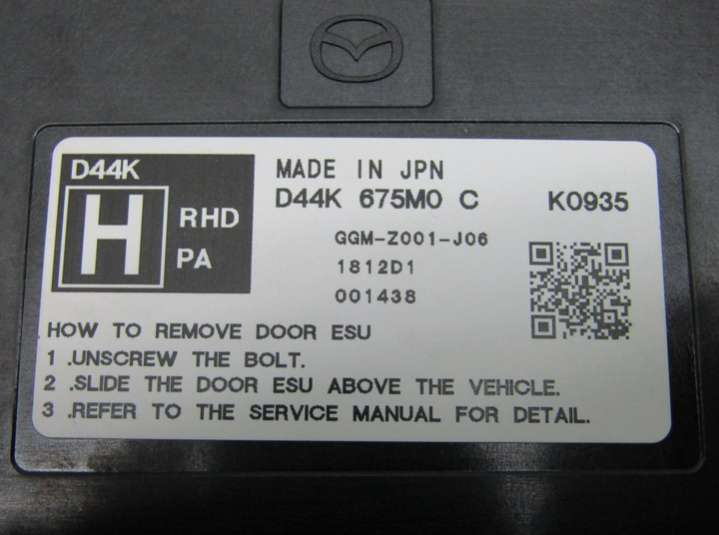 D44K
H RHD
PA
MADE IN JPN
D44K 675M0 C K0935
GGM-Z001-J06
1812D1
001438
HOW TO REMOVE DOOR ESU
1 .UNSCREW THE BOLT.
2 .SLIDE THE DOOR ESU ABOVE THE VEHICLE.
3 .REFER TO THE SERVICE MANUAL FOR DETAIL.